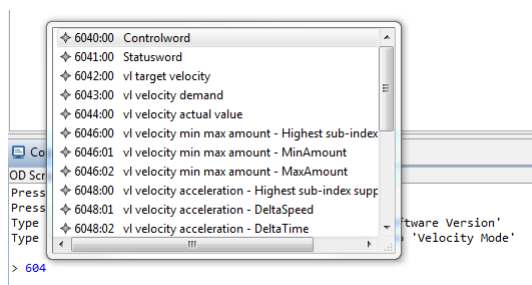 6040:00 Controlword
6041:00 Statusword
6042:00 vl target velocity
6043:00 vl velocity demand
6044:00 vl velocity actual value
6046:00 vl velocity min max amount - Highest sub-index
6046:01 vl velocity min max amount - MinAmount
6046:02 vl velocity min max amount - MaxAmount
6048:00 vl velocity acceleration - Highest sub-index supp
6048:01 vl velocity acceleration - DeltaSpeed
6048:02 vl velocity acceleration - DeltaTime
Co
OD Scr
Press
Press
Type ftware Version'
Type 'Velocity Mode'
> 604